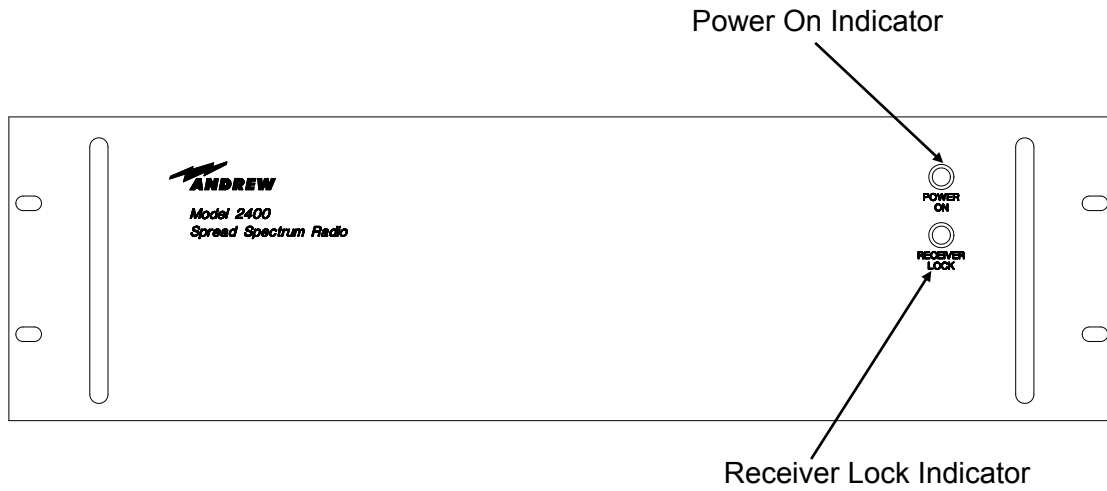 Power On Indicator
ANDREW
Model 2400
Spread Spectrum Radio
POWER
ON
RECEIVER
LOCK
Receiver Lock Indicator